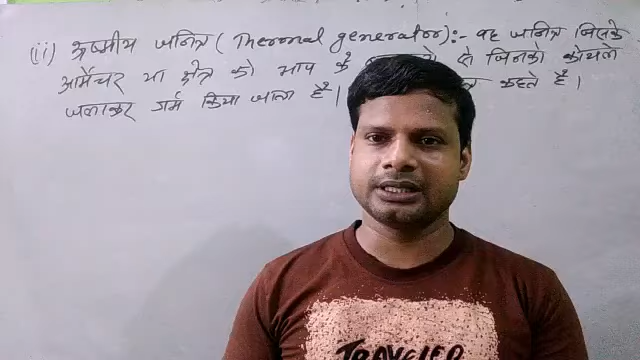 (ii) ऊष्मीय जनित्र (Thermal generator):- वह जनित्र जिसके
आर्मेचर या क्षेत्र को भाप के हो जिनको कोयले
जलाकर गर्म किया जाता है। कहते हैं।
TRAVELER